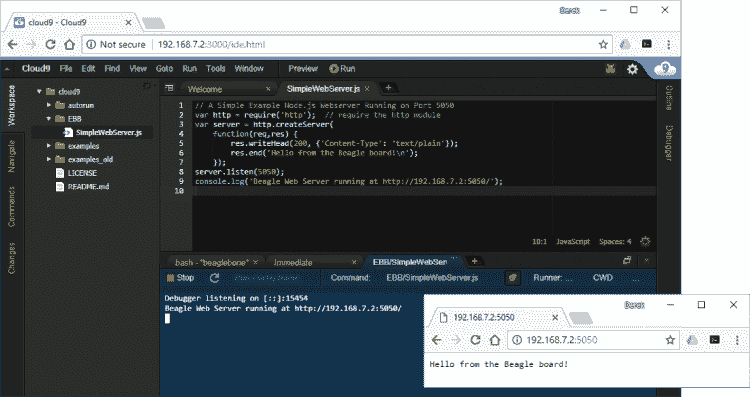 Derek
cloud9 - Cloud9
Not secure 192.168.7.2:3000/ide.html
Cloud9 File Edit Find View Goto Run Tools Window Preview Run
Workspace
Navigate
Commands
Changes
cloud9
autorun
EBB
SimpleWebServer.js
examples
examples_old
LICENSE
README.md
Welcome
SimpleWebServer.js
1 // A Simple Example Node.js Webserver Running on Port 5050
2 var http = require('http');  // require the http module
3 var server = http.createServer(
4 function(req,res) {
5 res.writeHead(200, {'Content-Type': 'text/plain'});
6 res.end('Hello from the Beagle board!\n');
7 });
8 server.listen(5050);
9 console.log('Beagle Web Server running at http://192.168.7.2:5050/');
10
10:1 JavaScript Spaces: 4
Outline
Debugger
bash - "beaglebone"
Immediate
EBB/SimpleWebSer
Stop
Command: EBB/SimpleWebServer.js
Runner: ...
CWD ...
Debugger listening on [::]:15454
Beagle Web Server running at http://192.168.7.2:5050/
Derek
192.168.7.2:5050
192.168.7.2:5050
Hello from the Beagle board!